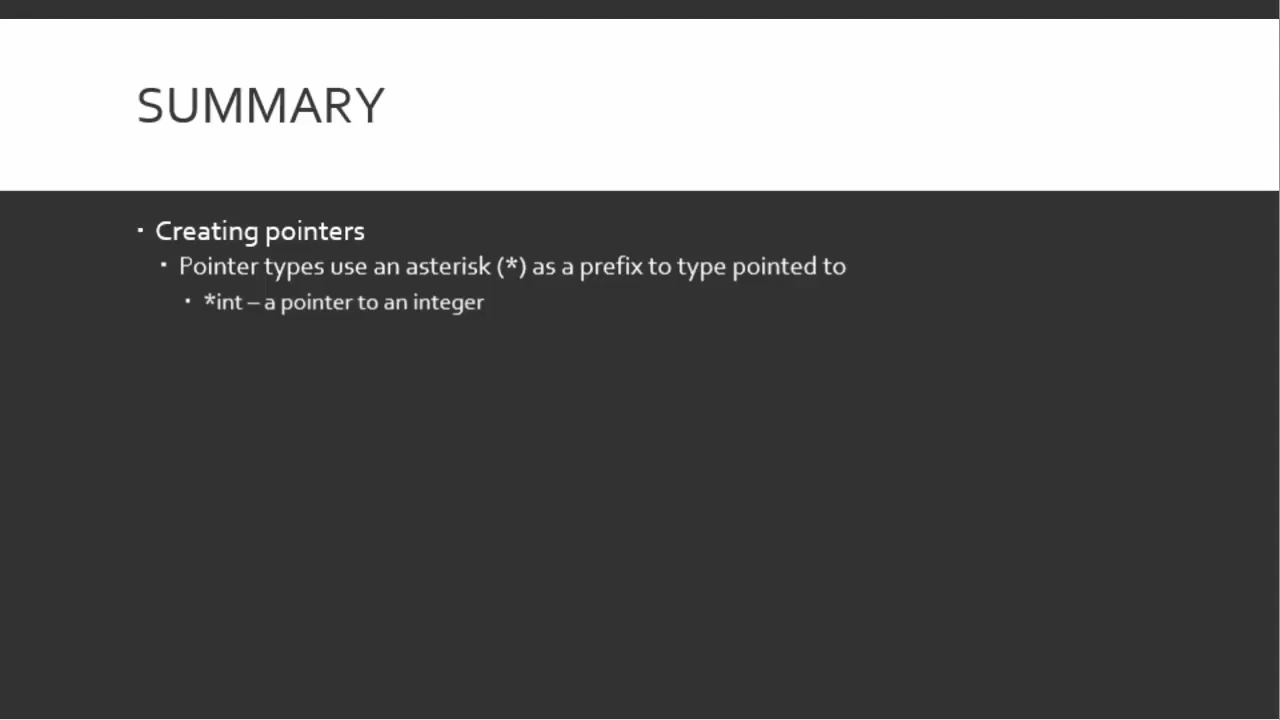 SUMMARY
▪ Creating pointers
▪ Pointer types use an asterisk (*) as a prefix to type pointed to
▪ *int – a pointer to an integer